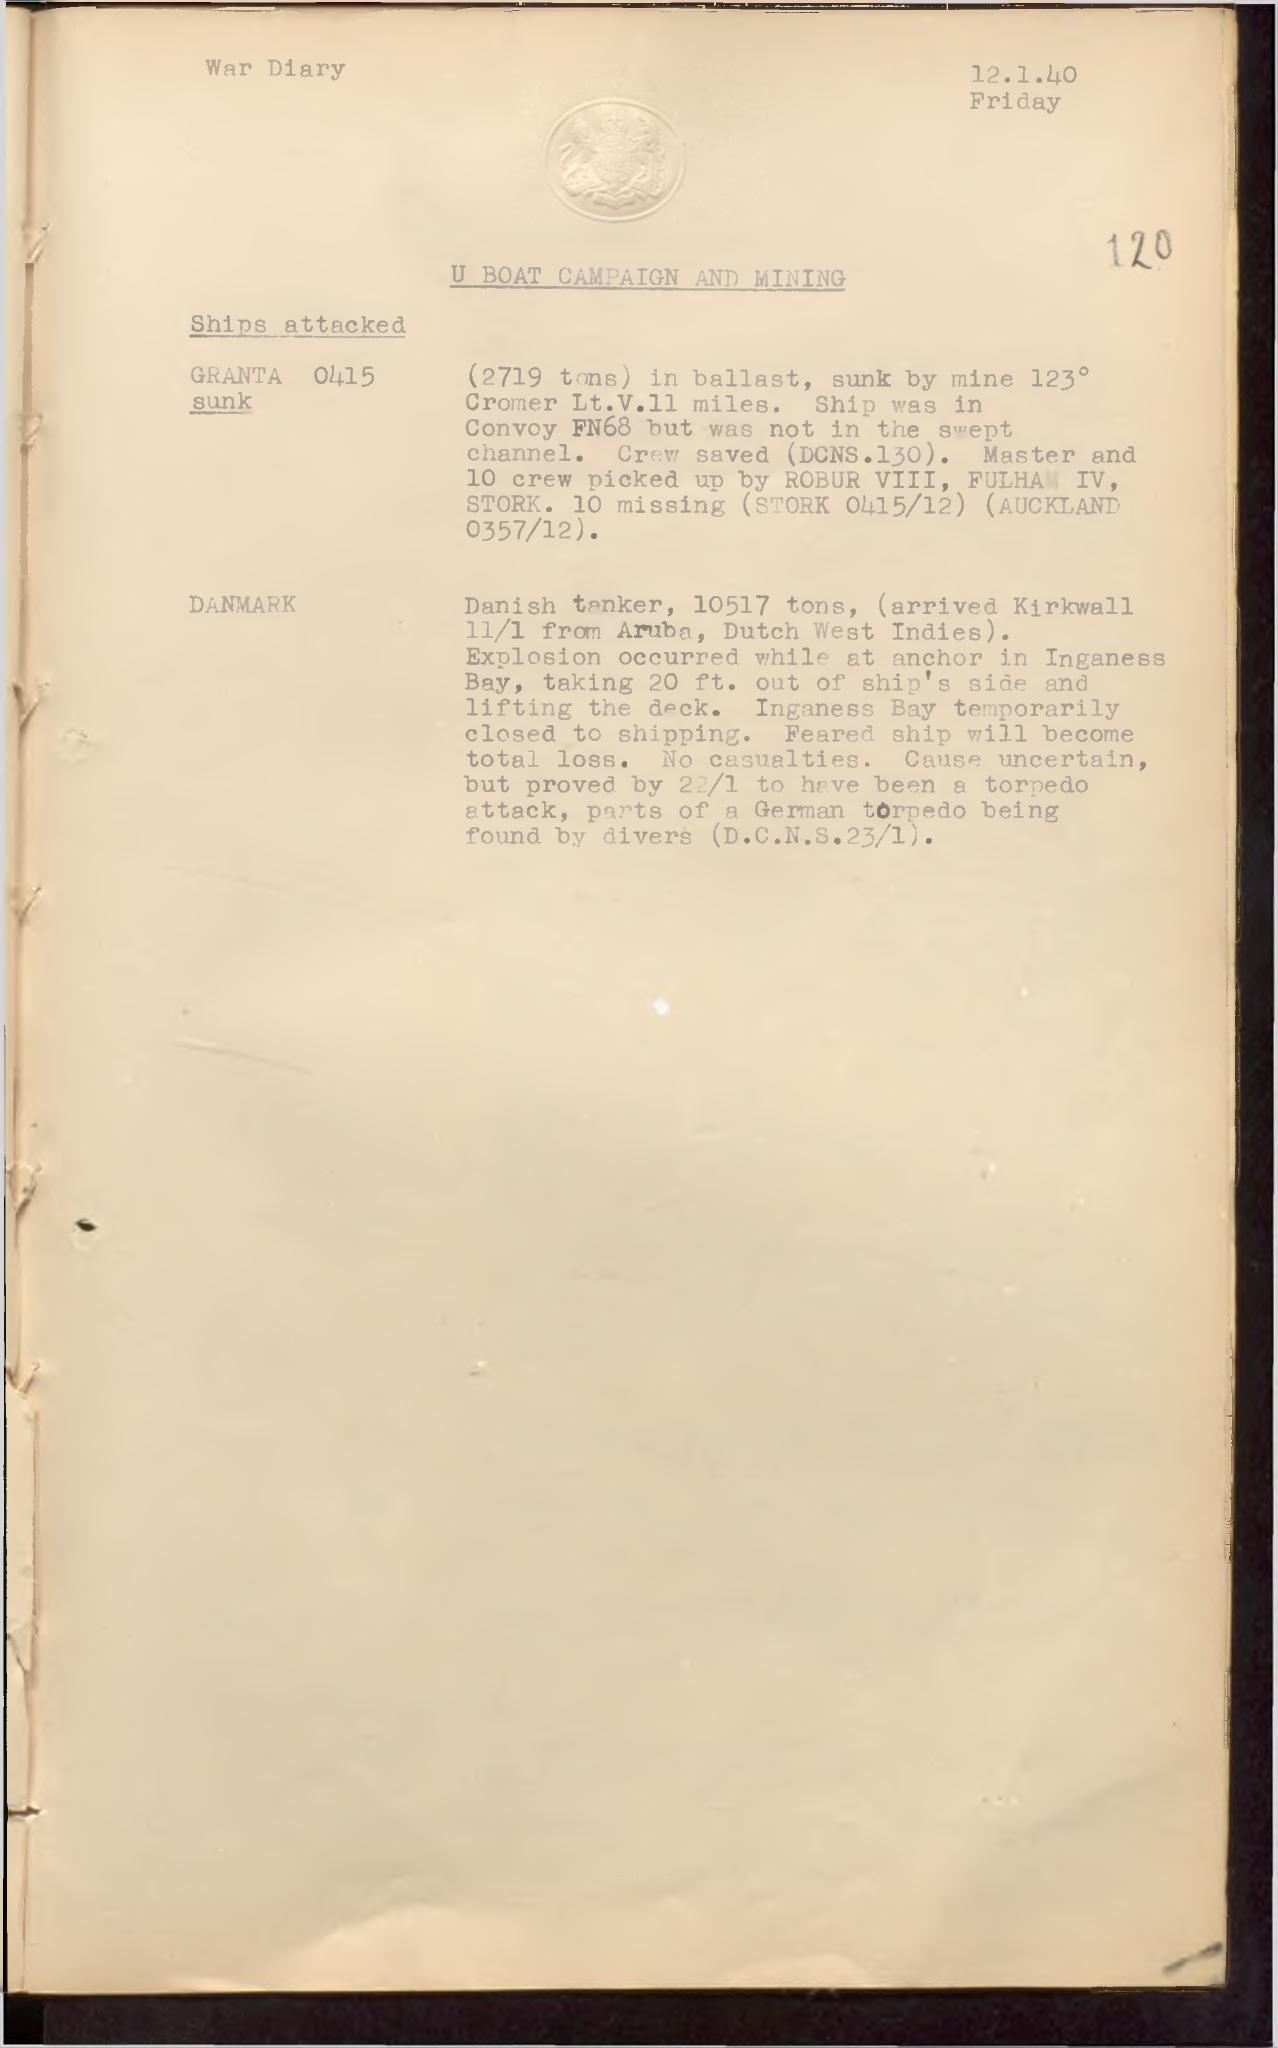 War Diary
12.1.40
Friday
120
U BOAT CAMPAIGN AND MINING
Ships attacked
GRANTA 0415
sunk
(2719 tons) in ballast, sunk by mine 123°
Cromer Lt.V.11 miles. Ship was in
Convoy FN68 but was not in the swept
channel. Crew saved (DCNS.130). Master and
10 crew picked up by ROBUR VIII, FULHAM IV,
STORK. 10 missing (STORK 0415/12) (AUCKLAND
0357/12).
DANMARK
Danish tanker, 10517 tons, (arrived Kirkwall
11/1 from Aruba, Dutch West Indies).
Explosion occurred while at anchor in Inganess
Bay, taking 20 ft. out of ship's side and
lifting the deck. Inganess Bay temporarily
closed to shipping. Feared ship will become
total loss. No casualties. Cause uncertain,
but proved by 22/1 to have been a torpedo
attack, parts of a German torpedo being
found by divers (D.C.N.S.23/1).